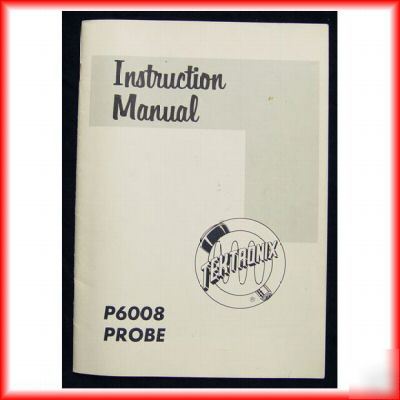 Instruction
Manual
TEKTRONIX
®
P6008
PROBE